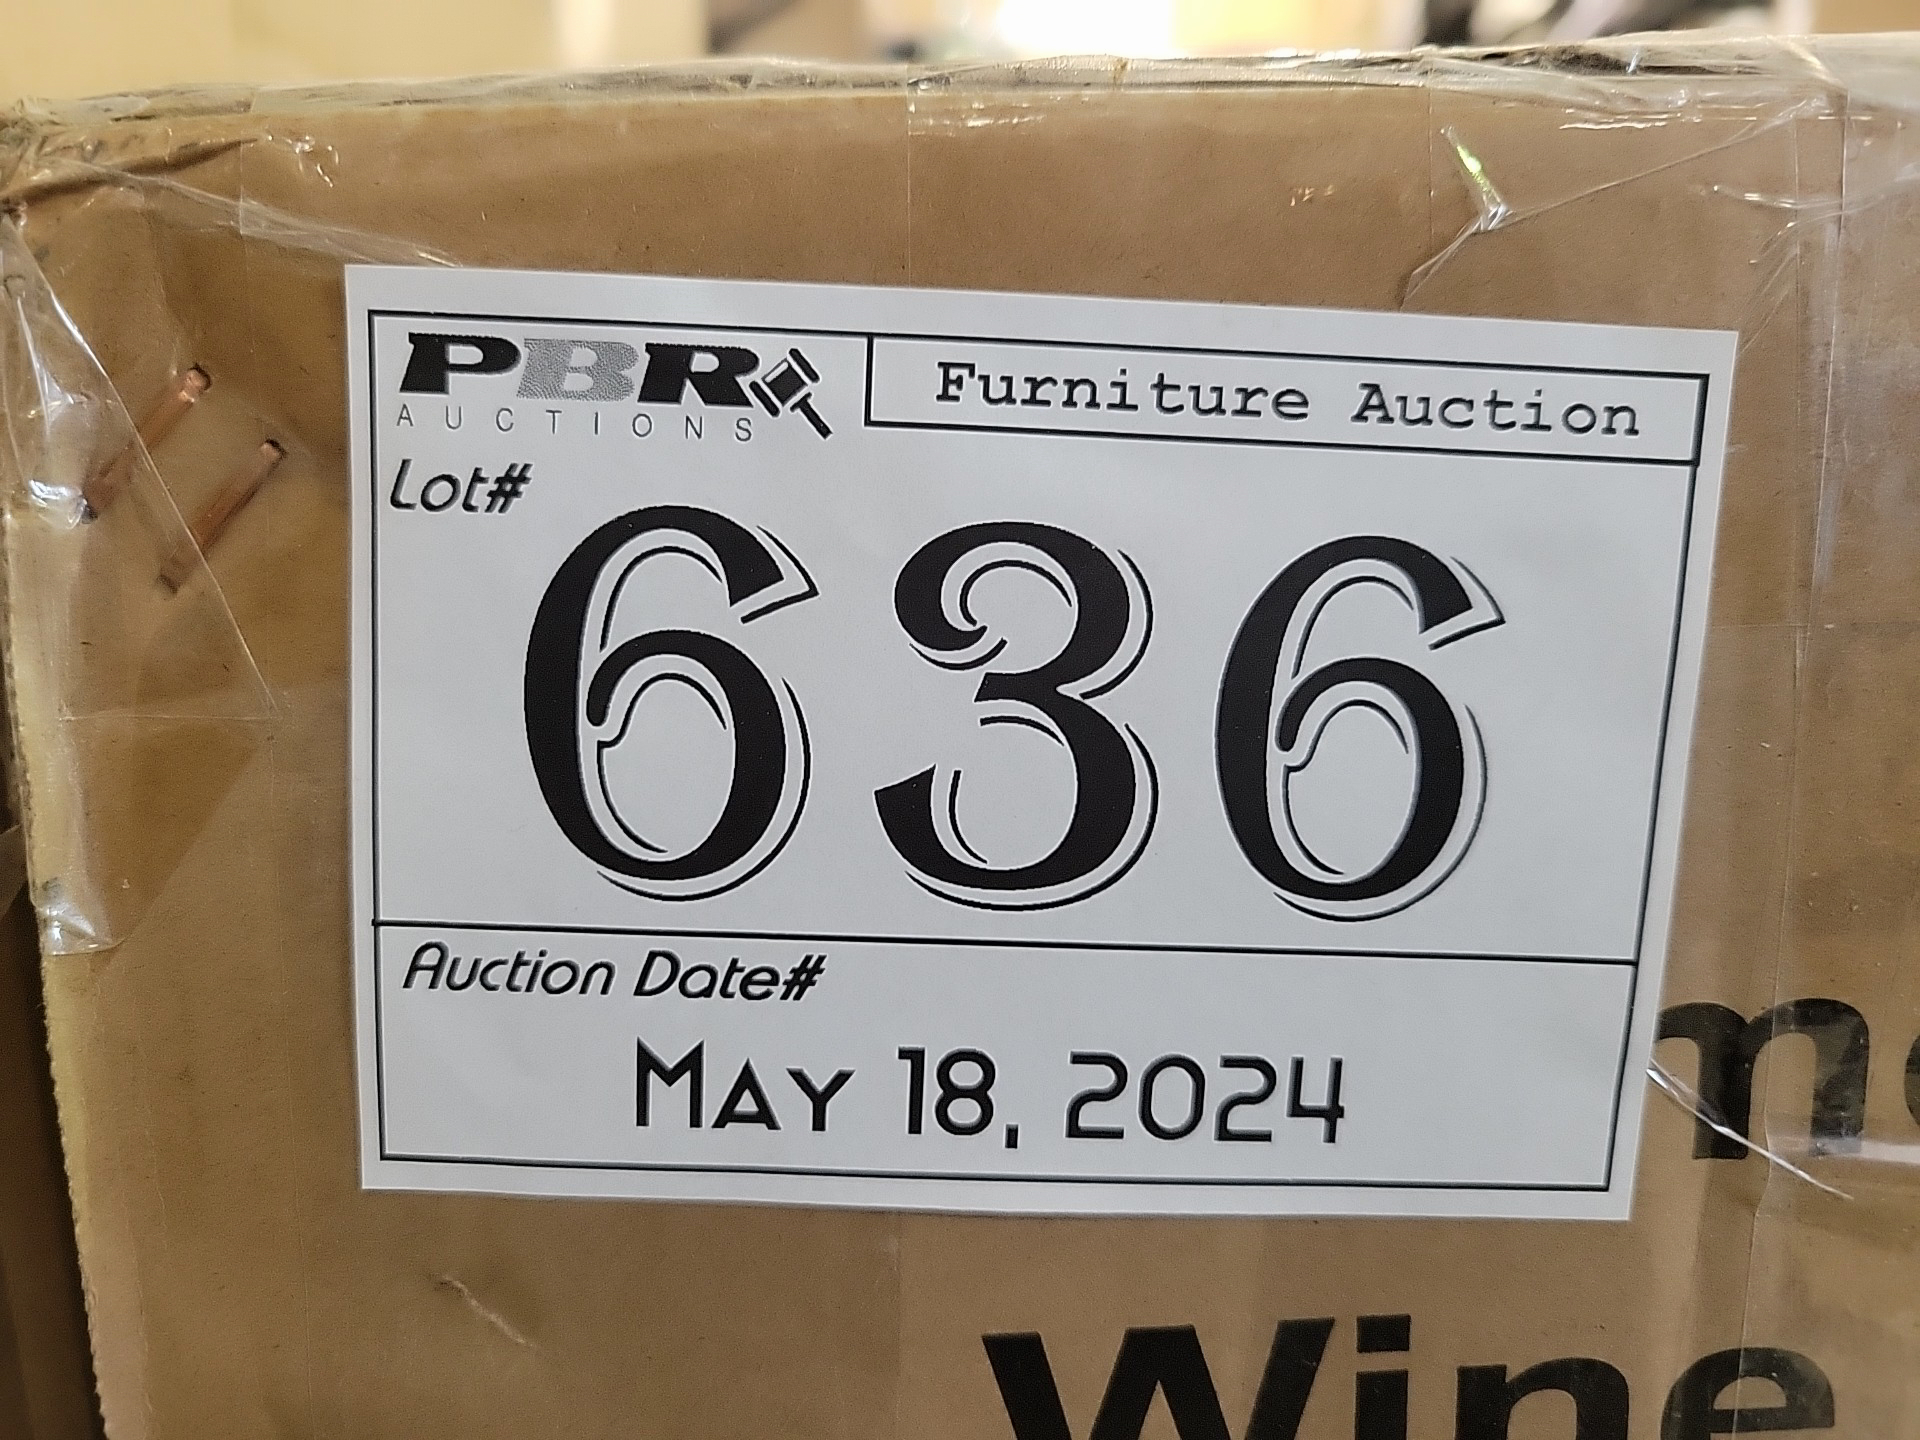 PBR
AUCTIONS
Furniture Auction
Lot#
636
Auction Date#
MAY 18, 2024
Wine